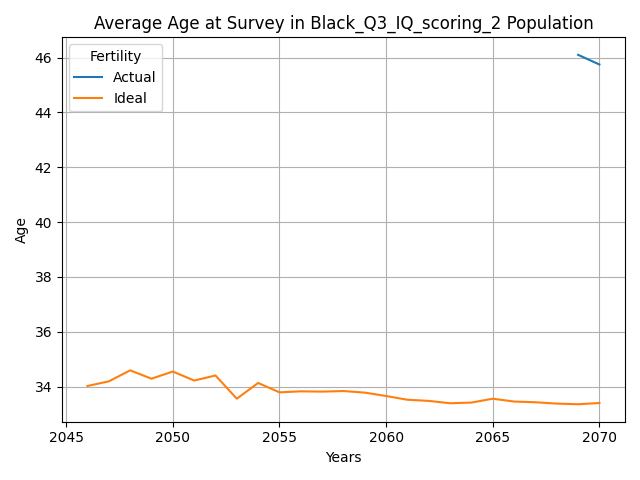 Average Age at Survey in Black_Q3_IQ_scoring_2 Population
Fertility
Actual
Ideal
Age
46
44
42
40
38
36
34
2045
2050
2055
2060
2065
2070
Years